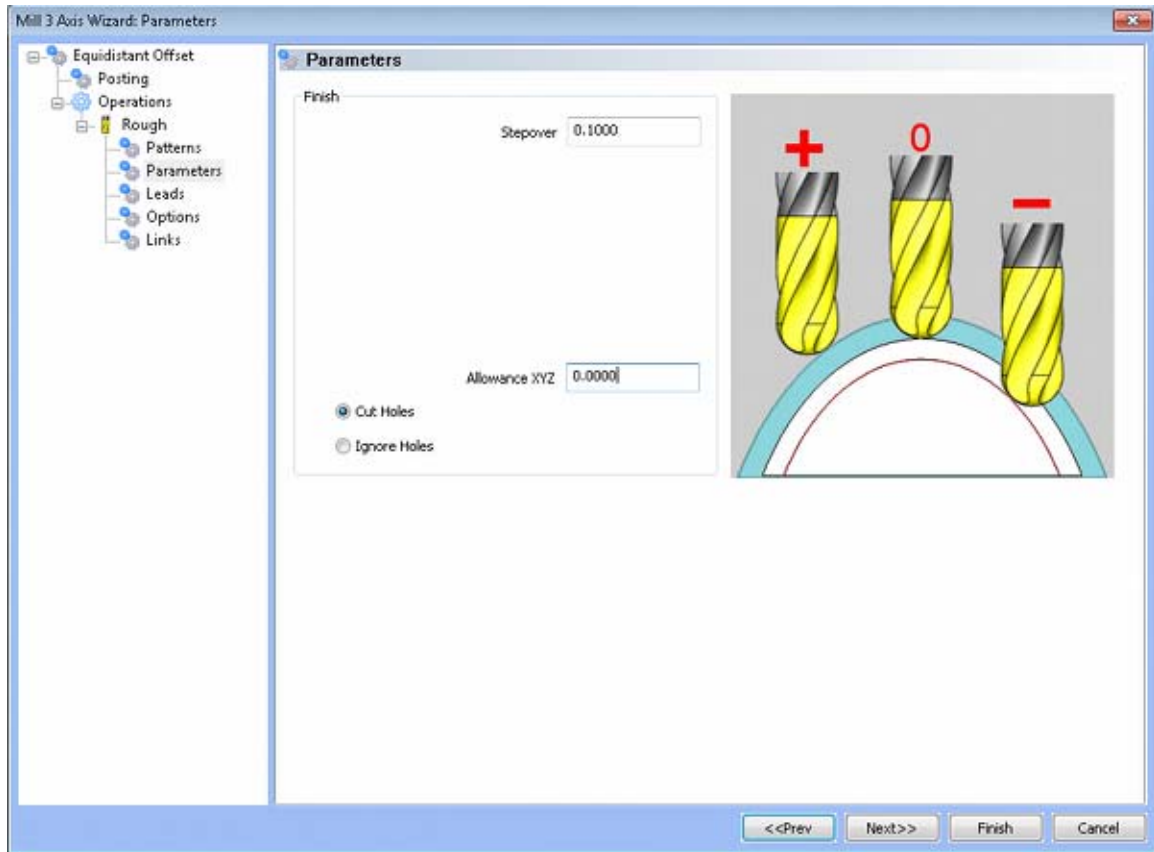 Mill 3 Axis Wizard: Parameters
Equidistant Offset
Posting
Operations
Rough
Patterns
Parameters
Leads
Options
Links
Parameters
Finish
Stepover 0.1000
Allowance XYZ 0.0000
Cut Holes
Ignore Holes
+ 0 −
<<Prev Next>> Finish Cancel